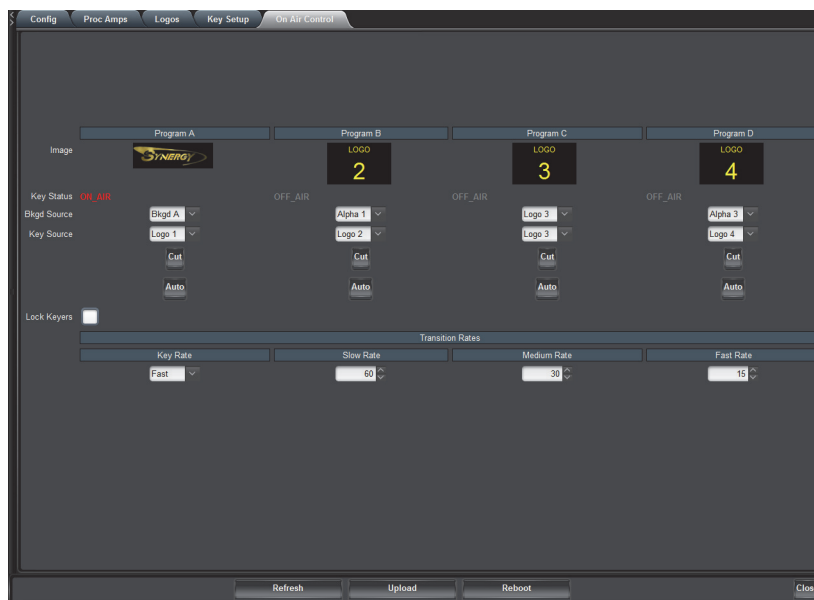 Config Proc Amps Logos Key Setup On Air Control
Program A Program B Program C Program D
Image SYNERGY LOGO 2 LOGO 3 LOGO 4
Key Status ON_AIR OFF_AIR OFF_AIR OFF_AIR
Bkgd Source Bkgd A Alpha 1 Logo 3 Alpha 3
Key Source Logo 1 Logo 2 Logo 3 Logo 4
Cut Cut Cut Cut
Auto Auto Auto Auto
Lock Keyers
Transition Rates
Key Rate Slow Rate Medium Rate Fast Rate
Fast 60 30 15
Refresh Upload Reboot Clos